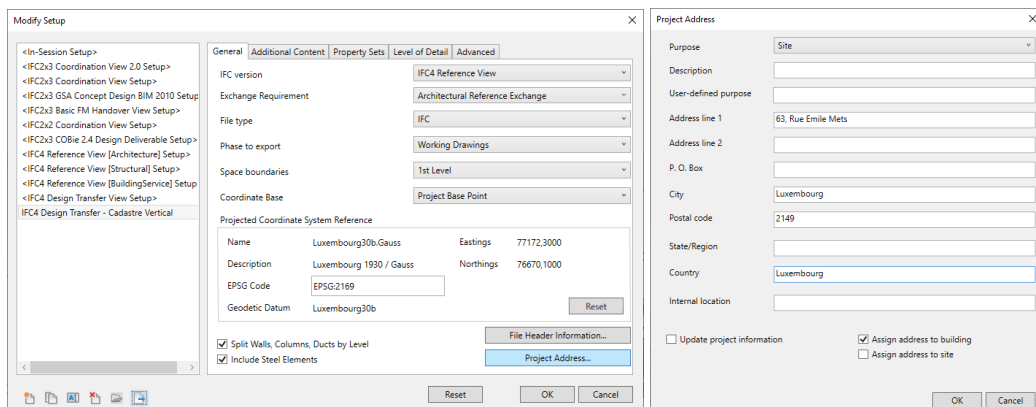 Modify Setup
<In-Session Setup>
<IFC2x3 Coordination View 2.0 Setup>
<IFC2x3 Coordination View Setup>
<IFC2x3 GSA Concept Design BIM 2010 Setup
<IFC2x3 Basic FM Handover View Setup>
<IFC2x2 Coordination View Setup>
<IFC2x3 COBie 2.4 Design Deliverable Setup>
<IFC4 Reference View [Architecture] Setup>
<IFC4 Reference View [Structural] Setup>
<IFC4 Reference View [BuildingService] Setup
<IFC4 Design Transfer View Setup>
IFC4 Design Transfer - Cadastre Vertical
General Additional Content Property Sets Level of Detail Advanced
IFC version IFC4 Reference View
Exchange Requirement Architectural Reference Exchange
File type IFC
Phase to export Working Drawings
Space boundaries 1st Level
Coordinate Base Project Base Point
Projected Coordinate System Reference
Name Luxembourg30b.Gauss Eastings 77172,3000
Description Luxembourg 1930 / Gauss Northings 76670,1000
EPSG Code EPSG:2169
Geodetic Datum Luxembourg30b Reset
Split Walls, Columns, Ducts by Level
Include Steel Elements
File Header Information...
Project Address...
Reset OK Cancel
Project Address
Purpose Site
Description
User-defined purpose
Address line 1 63, Rue Emile Mets
Address line 2
P. O. Box
City Luxembourg
Postal code 2149
State/Region
Country Luxembourg
Internal location
Update project information Assign address to building
Assign address to site
OK Cancel